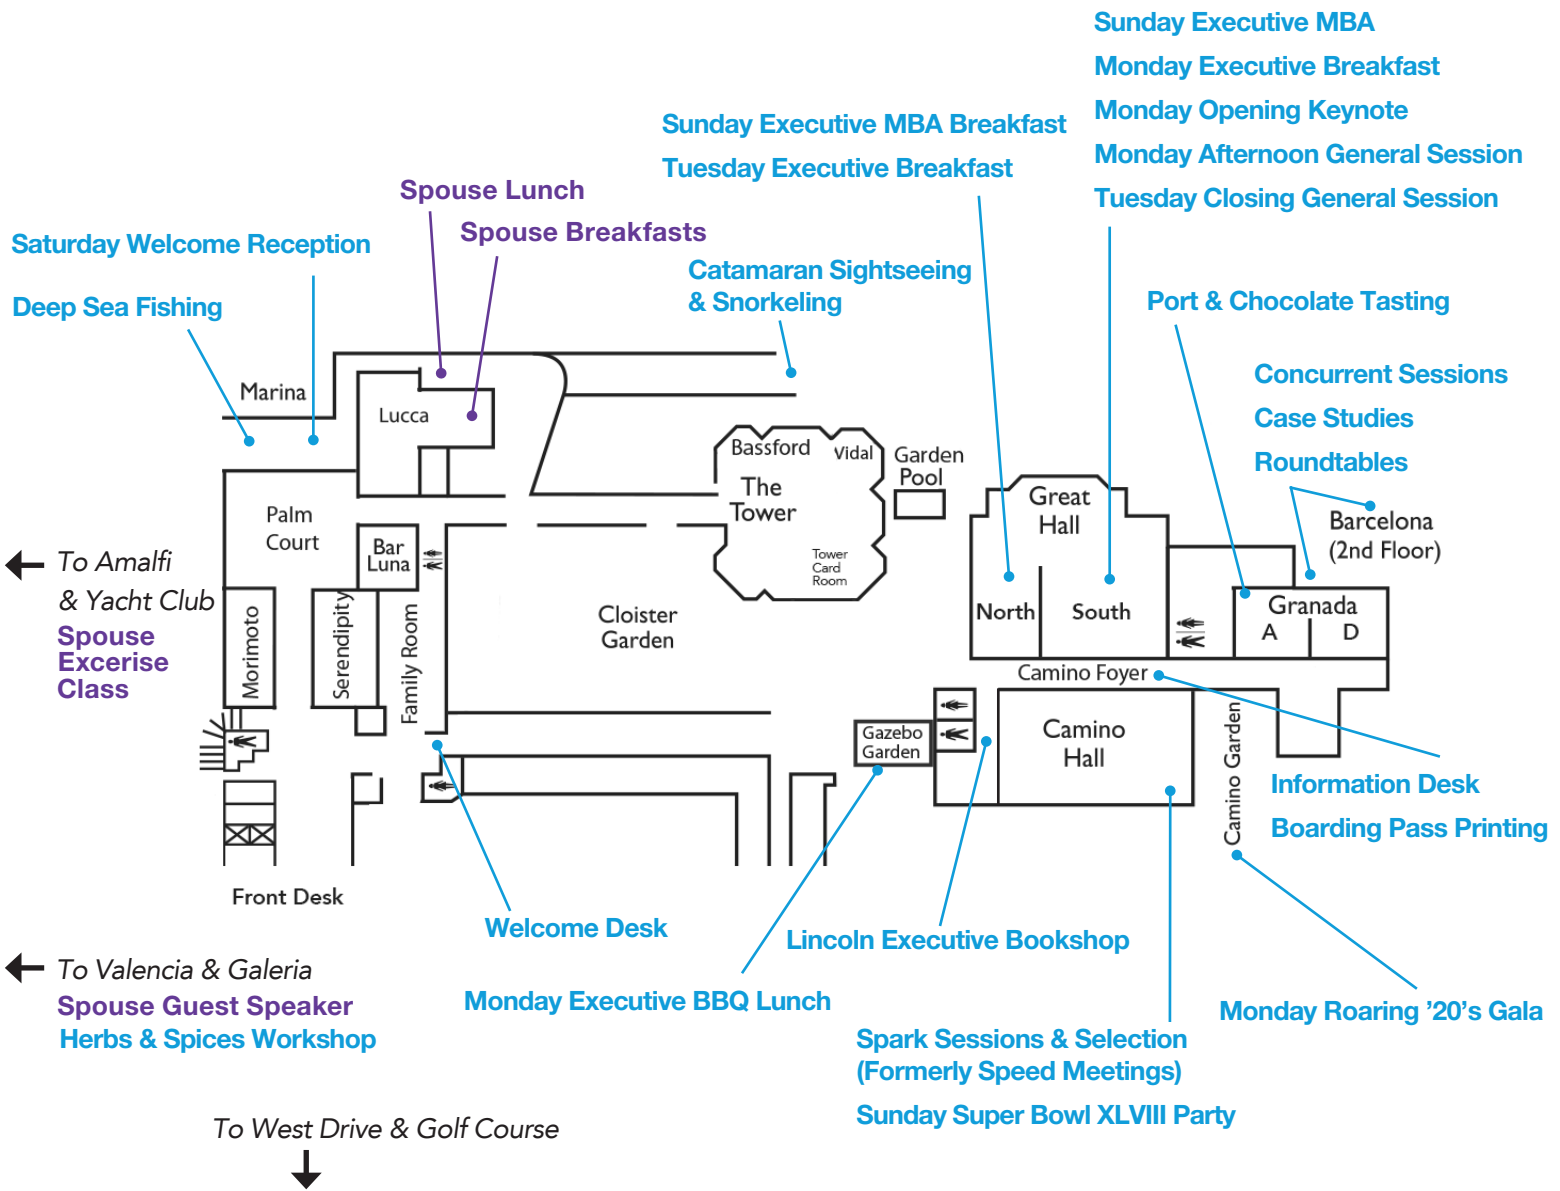 Sunday Executive MBA
Monday Executive Breakfast
Monday Opening Keynote
Monday Afternoon General Session
Tuesday Closing General Session
Sunday Executive MBA Breakfast
Tuesday Executive Breakfast
Spouse Lunch
Spouse Breakfasts
Saturday Welcome Reception
Deep Sea Fishing
Catamaran Sightseeing
& Snorkeling
Port & Chocolate Tasting
Concurrent Sessions
Case Studies
Roundtables
Marina
Lucca
Bassford
Vidal
The
Tower
Tower
Card
Room
Garden
Pool
Great
Hall
North
South
Barcelona
(2nd Floor)
Granada
A
D
Palm
Court
Bar
Luna
To Amalfi
& Yacht Club
Spouse
Excerise
Class
Morimoto
Serendipity
Family Room
Cloister
Garden
Camino Foyer
Gazebo
Garden
Camino
Hall
Camino Garden
Information Desk
Boarding Pass Printing
Front Desk
Welcome Desk
Lincoln Executive Bookshop
Monday Executive BBQ Lunch
Monday Roaring ’20’s Gala
To Valencia & Galeria
Spouse Guest Speaker
Herbs & Spices Workshop
Spark Sessions & Selection
(Formerly Speed Meetings)
Sunday Super Bowl XLVIII Party
To West Drive & Golf Course